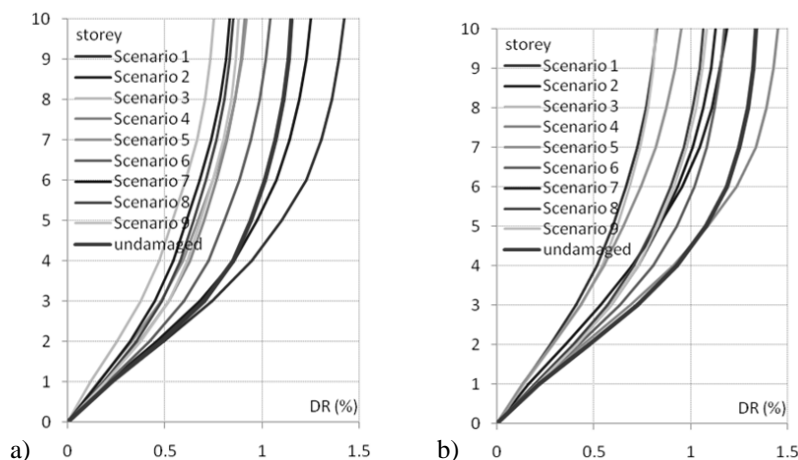 10
9
8
7
6
5
4
3
2
1
0
storey
Scenario 1
Scenario 2
Scenario 3
Scenario 4
Scenario 5
Scenario 6
Scenario 7
Scenario 8
Scenario 9
undamaged
DR (%)
0 0.5 1 1.5
a)
10
9
8
7
6
5
4
3
2
1
0
storey
Scenario 1
Scenario 2
Scenario 3
Scenario 4
Scenario 5
Scenario 6
Scenario 7
Scenario 8
Scenario 9
undamaged
DR (%)
0 0.5 1 1.5
b)